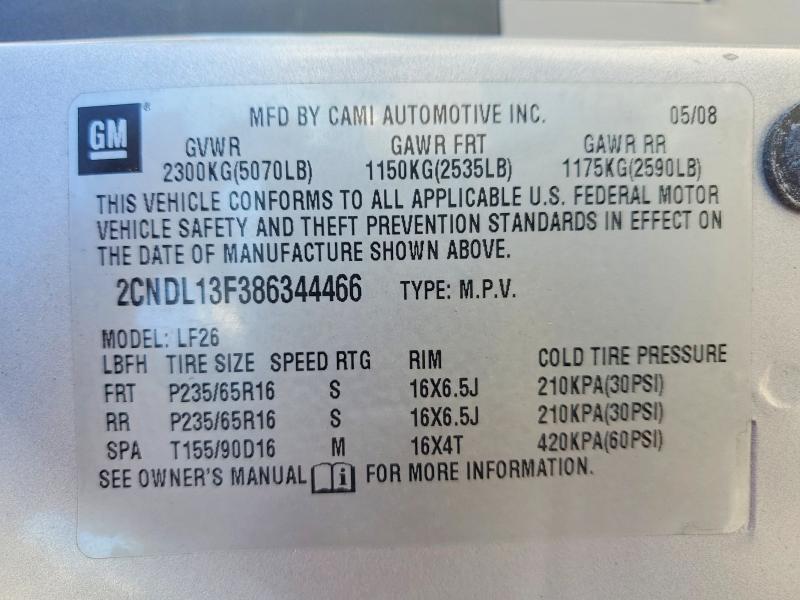 GM®
MFD BY CAMI AUTOMOTIVE INC. 05/08
GVWR GAWR FRT GAWR RR
2300KG(5070LB) 1150KG(2535LB) 1175KG(2590LB)
THIS VEHICLE CONFORMS TO ALL APPLICABLE U.S. FEDERAL MOTOR
VEHICLE SAFETY AND THEFT PREVENTION STANDARDS IN EFFECT ON
THE DATE OF MANUFACTURE SHOWN ABOVE.
2CNDL13F386344466 TYPE: M.P.V.
MODEL: LF26
LBFH TIRE SIZE SPEED RTG RIM COLD TIRE PRESSURE
FRT P235/65R16 S 16X6.5J 210KPA(30PSI)
RR P235/65R16 S 16X6.5J 210KPA(30PSI)
SPA T155/90D16 M 16X4T 420KPA(60PSI)
SEE OWNER'S MANUAL i FOR MORE INFORMATION.